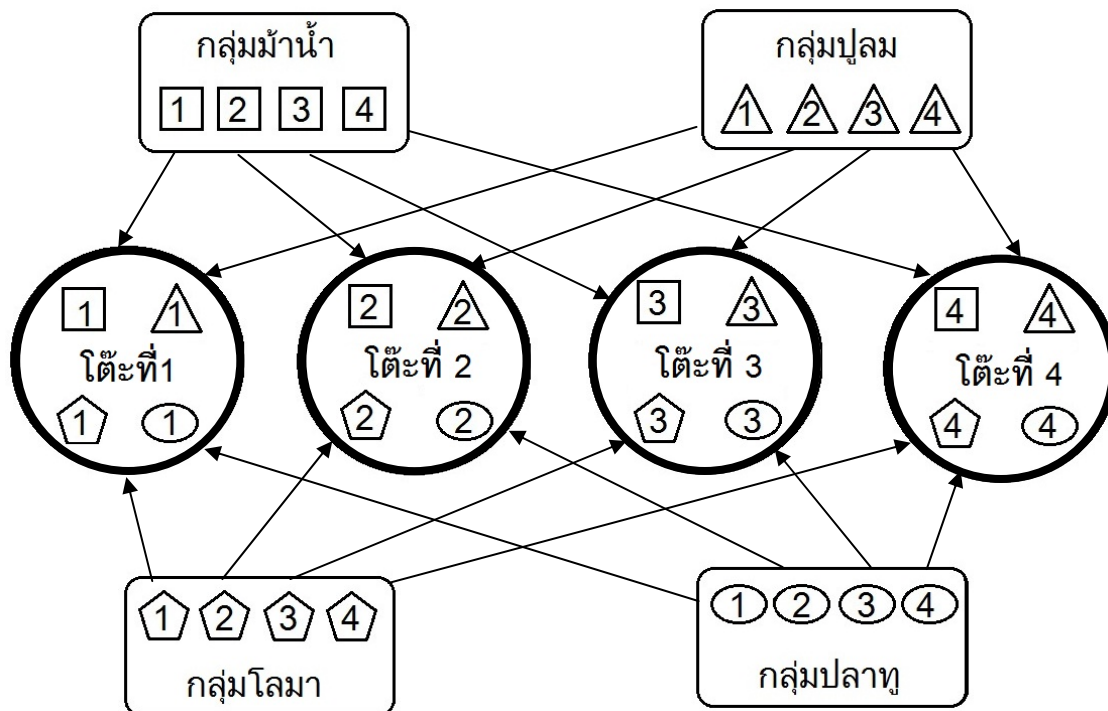 กลุ่มม้าน้ำ
1 2 3 4
กลุ่มปูลม
1 2 3 4
1 1
โต๊ะที่1
1 1
2 2
โต๊ะที่ 2
2 2
3 3
โต๊ะที่ 3
3 3
4 4
โต๊ะที่ 4
4 4
1 2 3 4
กลุ่มโลมา
1 2 3 4
กลุ่มปลาทู